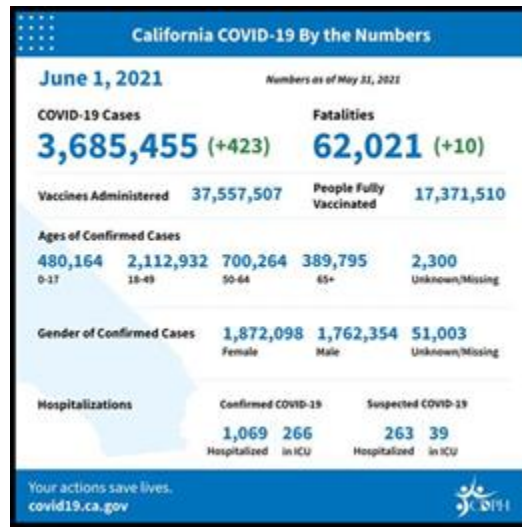 California COVID-19 By the Numbers
June 1, 2021
Numbers as of May 31, 2021
COVID-19 Cases
3,685,455 (+423)
Fatalities
62,021 (+10)
Vaccines Administered 37,557,507
People Fully
Vaccinated
17,371,510
Ages of Confirmed Cases
480,164 2,112,932 700,264 389,795 2,300
0-17 18-49 50-64 65+ Unknown/Missing
Gender of Confirmed Cases
1,872,098 1,762,354 51,003
Female Male Unknown/Missing
Hospitalizations
Confirmed COVID-19
1,069 266
Hospitalized in ICU
Suspected COVID-19
263 39
Hospitalized in ICU
Your actions save lives.
covid19.ca.gov
CDPH